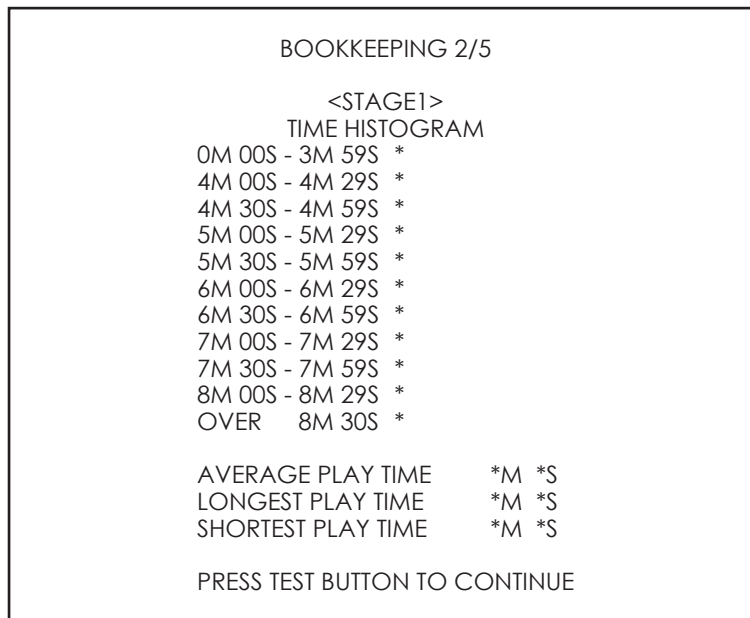 BOOKKEEPING 2/5
<STAGE1>
TIME HISTOGRAM
0M 00S - 3M 59S *
4M 00S - 4M 29S *
4M 30S - 4M 59S *
5M 00S - 5M 29S *
5M 30S - 5M 59S *
6M 00S - 6M 29S *
6M 30S - 6M 59S *
7M 00S - 7M 29S *
7M 30S - 7M 59S *
8M 00S - 8M 29S *
OVER 8M 30S *
AVERAGE PLAY TIME *M *S
LONGEST PLAY TIME *M *S
SHORTEST PLAY TIME *M *S
PRESS TEST BUTTON TO CONTINUE